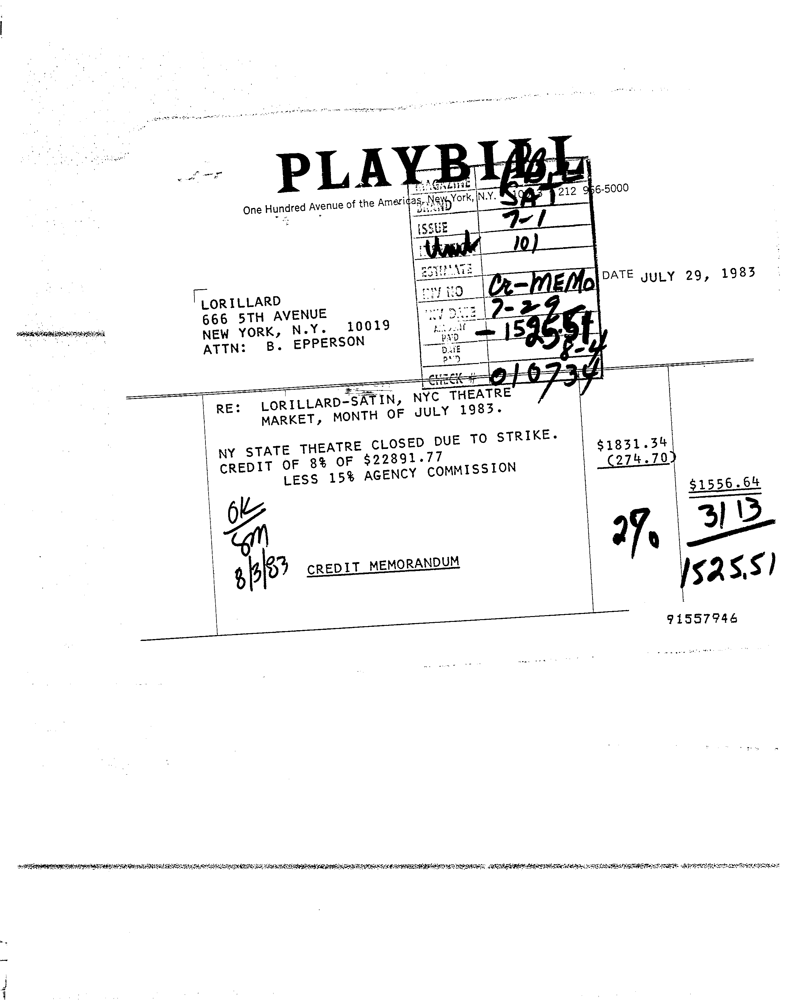 PLAYBILL
One Hundred Avenue of the Americas, New York, N.Y. 212 966-5000
MAGAZINE PB
BRAND SAT
ISSUE 7-1
101
ESTIMATE
INV NO Cr-MEMO
INV DATE 7-29
PAID -1525.51
DATE PD 8-4
CHECK # 010734
DATE JULY 29, 1983
LORILLARD
666 5TH AVENUE
NEW YORK, N.Y. 10019
ATTN: B. EPPERSON
RE: LORILLARD-SATIN, NYC THEATRE
MARKET, MONTH OF JULY 1983.
NY STATE THEATRE CLOSED DUE TO STRIKE.
CREDIT OF 8% OF $22891.77 $1831.34
LESS 15% AGENCY COMMISSION (274.70)
$1556.64
OK
SM
8/3/83
2% 31 13
1525.51
CREDIT MEMORANDUM
91557946